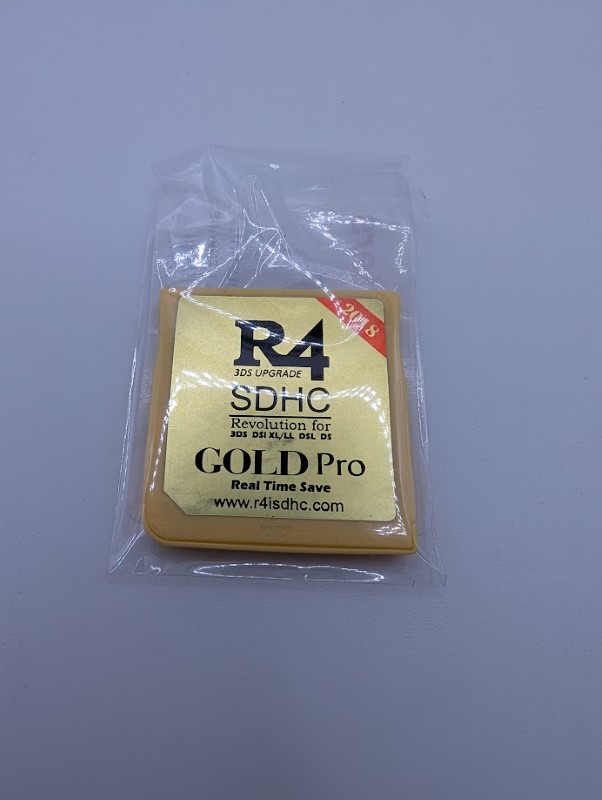 2018
R4
3DS UPGRADE
SDHC
Revolution for
3DS DSI XL/LL DSL DS
GOLD Pro
Real Time Save
www.r4isdhc.com